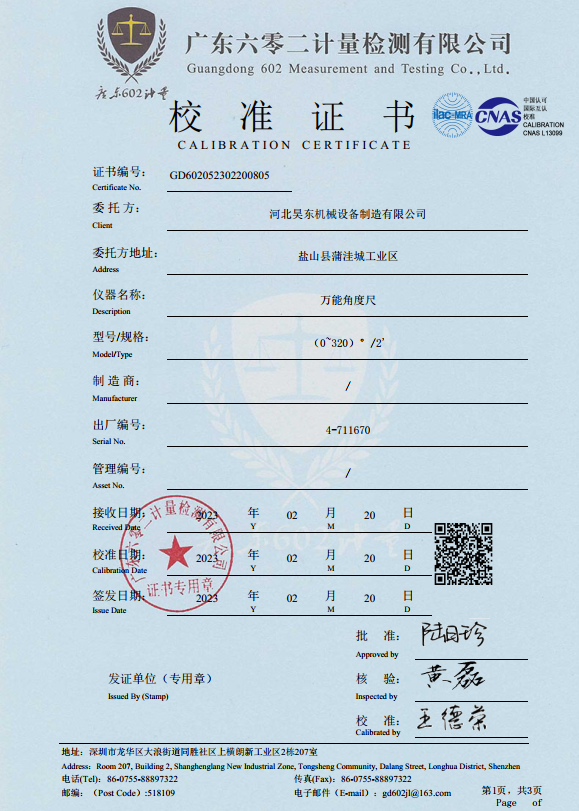 广东六零二计量检测有限公司
Guangdong 602 Measurement and Testing Co.,Ltd.
广东602计量
校准证书
CALIBRATION CERTIFICATE
ilac-MRA
CNAS
中国认可
国际互认
校准
CALIBRATION
CNAS L13099
证书编号: GD602052302200805
Certificate No.
委托方: 河北昊东机械设备制造有限公司
Client
委托方地址: 盐山县蒲洼城工业区
Address
仪器名称: 万能角度尺
Description
型号/规格: (0~320)°/2'
Model/Type
制造商: /
Manufacturer
出厂编号: 4-711670
Serial No.
管理编号: /
Asset No.
接收日期: 2023 年 02 月 20 日
Received Date Y M D
校准日期: 2023 年 02 月 20 日
Calibration Date Y M D
签发日期: 2023 年 02 月 20 日
Issue Date Y M D
广东六零二计量检测有限公司
证书专用章
批准:
Approved by
发证单位(专用章)
Issued By (Stamp)
核验: 黄磊
Inspected by
校准: 王德荣
Calibrated by
地址: 深圳市龙华区大浪街道同胜社区上横朗新工业区2栋207室
Address: Room 207, Building 2, Shanghenglang New Industrial Zone, Tongsheng Community, Dalang Street, Longhua District, Shenzhen
电话(Tel): 86-0755-88897322 传真(Fax): 86-0755-88897322
邮编: (Post Code):518109 电子邮件(E-mail): gd602jl@163.com
第1页,共3页
Page of